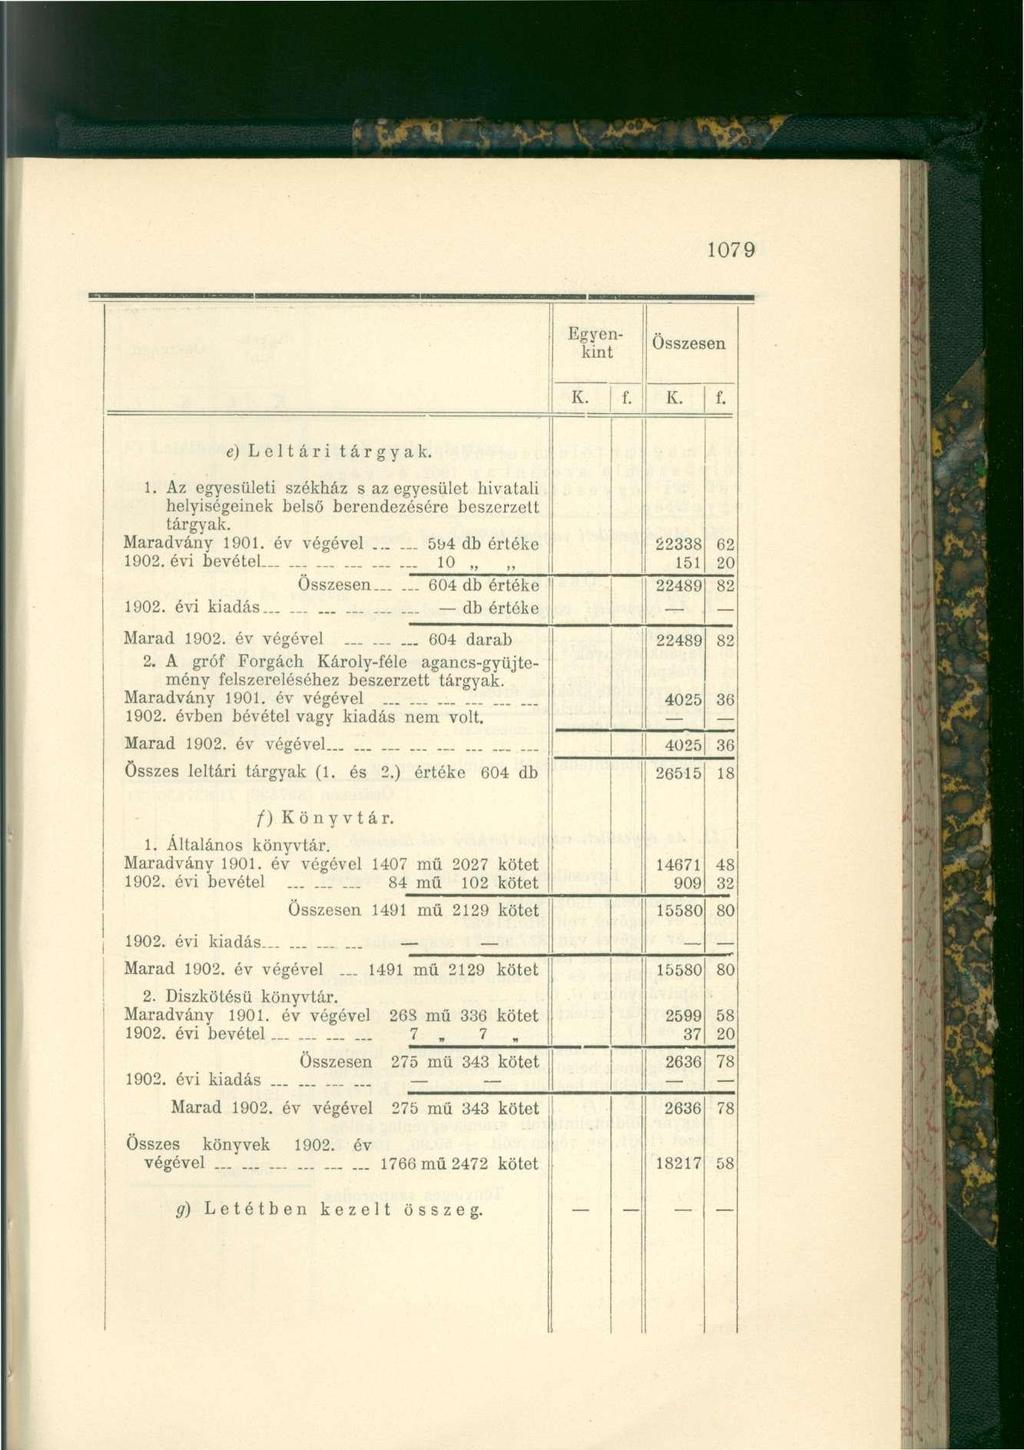 1079
Egyen-
kint
Összesen
K. f. K. f.
e) Leltári tárgyak.
1. Az egyesületi székház s az egyesület hivatali
helyiségeinek belső berendezésére beszerzett
tárgyak.
Maradvány 1901. év végével ... ... 594 db értéke 22338 62
1902. évi bevétel ... ... ... ... ... ... 10 „ „ 151 20
Összesen ... ... 604 db értéke 22489 82
1902. évi kiadás ... ... ... ... ... ... — db értéke — —
Marad 1902. év végével ... ... ... 604 darab 22489 82
2. A gróf Forgách Károly-féle agancs-gyüjte-
mény felszereléséhez beszerzett tárgyak.
Maradvány 1901. év végével ... ... ... ... ... ... 4025 36
1902. évben bévétel vagy kiadás nem volt. — —
Marad 1902. év végével ... ... ... ... ... ... ... ... 4025 36
Összes leltári tárgyak (1. és 2.) értéke 604 db 26515 18
f) Könyvtár.
1. Általános könyvtár.
Maradvány 1901. év végével 1407 mű 2027 kötet 14671 48
1902. évi bevétel ... ... ... ... 84 mű 102 kötet 909 32
Összesen 1491 mű 2129 kötet 15580 80
1902. évi kiadás ... ... ... ... — — — —
Marad 1902. év végével ... 1491 mű 2129 kötet 15580 80
2. Diszkötésü könyvtár.
Maradvány 1901. év végével 268 mű 336 kötet 2599 58
1902. évi bevétel ... ... ... ... 7 „ 7 „ 37 20
Összesen 275 mü 343 kötet 2636 78
1902. évi kiadás ... ... ... ... — — — —
Marad 1902. év végével 275 mű 343 kötet 2636 78
Összes könyvek 1902. év
végével ... ... ... ... ... ... 1766 mű 2472 kötet 18217 58
g) Letétben kezelt összeg. — — — —